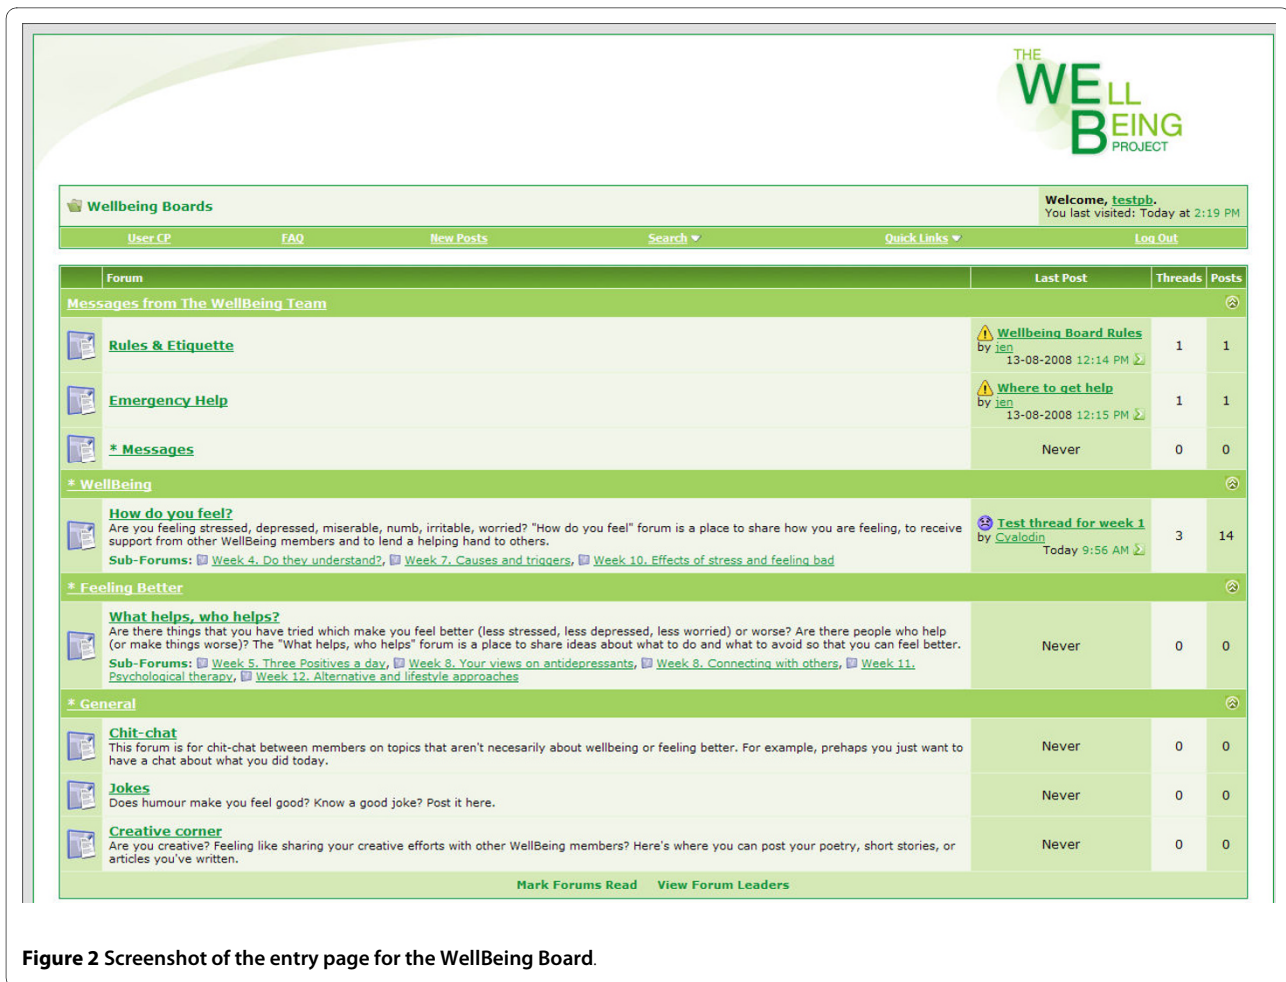 THE
WELL
BEING
PROJECT
Wellbeing Boards
Welcome, testpb.
You last visited: Today at 2:19 PM
User CP FAQ New Posts Search Quick Links Log Out
Forum Last Post Threads Posts
Messages from The WellBeing Team
Rules & Etiquette
Wellbeing Board Rules
by jen
13-08-2008 12:14 PM
1 1
Emergency Help
Where to get help
by jen
13-08-2008 12:15 PM
1 1
* Messages Never 0 0
* WellBeing
How do you feel?
Are you feeling stressed, depressed, miserable, numb, irritable, worried? "How do you feel" forum is a place to share how you are feeling, to receive
support from other WellBeing members and to lend a helping hand to others.
Sub-Forums: Week 4. Do they understand?, Week 7. Causes and triggers, Week 10. Effects of stress and feeling bad
Test thread for week 1
by Cyalodin
Today 9:56 AM
3 14
* Feeling Better
What helps, who helps?
Are there things that you have tried which make you feel better (less stressed, less depressed, less worried) or worse? Are there people who help
(or make things worse)? The "What helps, who helps" forum is a place to share ideas about what to do and what to avoid so that you can feel better.
Sub-Forums: Week 5. Three Positives a day, Week 8. Your views on antidepressants, Week 8. Connecting with others, Week 11.
Psychological therapy, Week 12. Alternative and lifestyle approaches
Never 0 0
* General
Chit-chat
This forum is for chit-chat between members on topics that aren't necesarily about wellbeing or feeling better. For example, prehaps you just want to
have a chat about what you did today.
Never 0 0
Jokes
Does humour make you feel good? Know a good joke? Post it here.
Never 0 0
Creative corner
Are you creative? Feeling like sharing your creative efforts with other WellBeing members? Here's where you can post your poetry, short stories, or
articles you've written.
Never 0 0
Mark Forums Read View Forum Leaders
Figure 2 Screenshot of the entry page for the WellBeing Board.